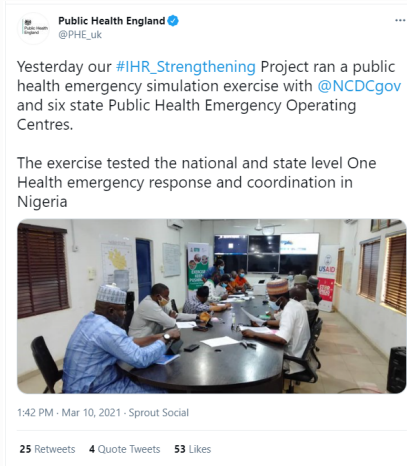 Public Health England
@PHE_uk
Yesterday our #IHR_Strengthening Project ran a public
health emergency simulation exercise with @NCDCgov
and six state Public Health Emergency Operating
Centres.
The exercise tested the national and state level One
Health emergency response and coordination in
Nigeria
USAID
1:42 PM · Mar 10, 2021 · Sprout Social
25 Retweets 4 Quote Tweets 53 Likes